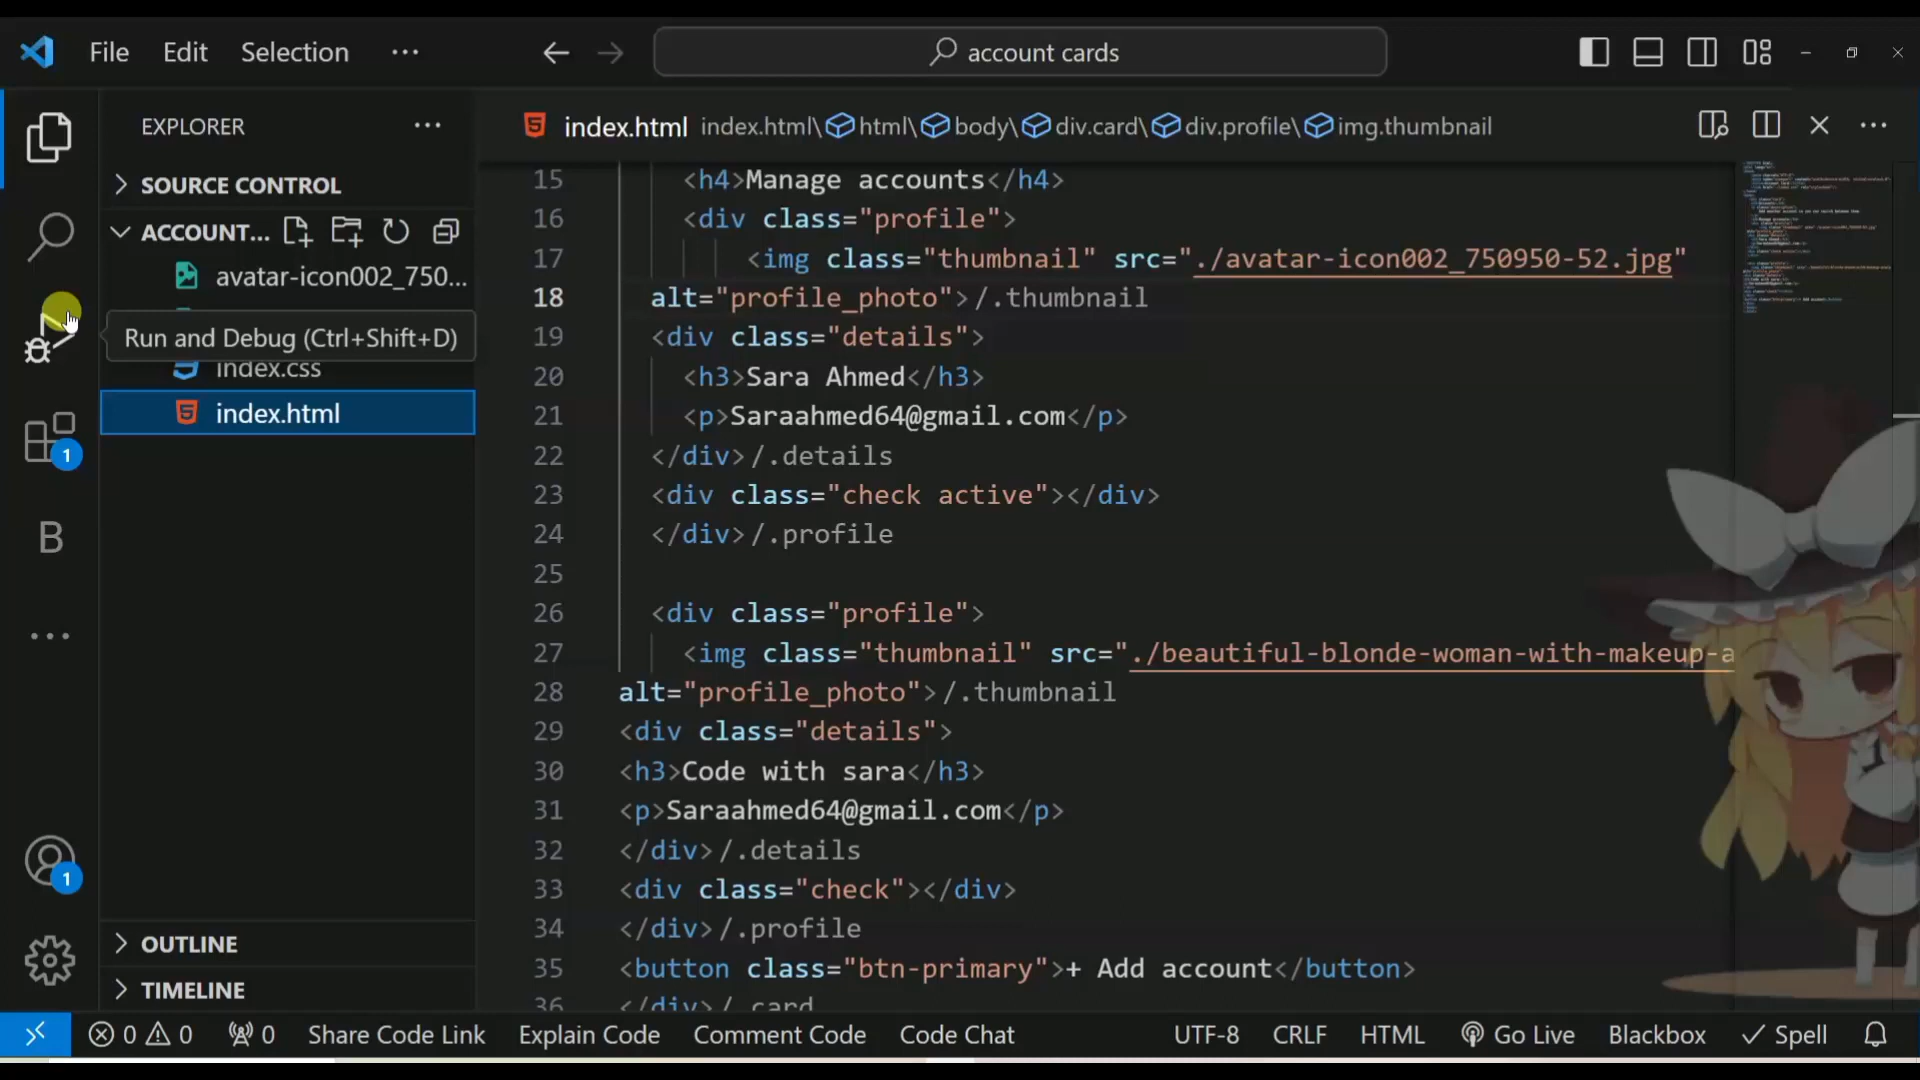 File Edit Selection ··· account cards
EXPLORER ···
SOURCE CONTROL
ACCOUNT...
avatar-icon002_750...
Run and Debug (Ctrl+Shift+D)
index.css
index.html
1
B
···
1
OUTLINE
TIMELINE
index.html index.html\html\body\div.card\div.profile\img.thumbnail ···
15 <h4>Manage accounts</h4>
16 <div class="profile">
17 <img class="thumbnail" src="./avatar-icon002_750950-52.jpg"
18 alt="profile_photo">/.thumbnail
19 <div class="details">
20 <h3>Sara Ahmed</h3>
21 <p>Saraahmed64@gmail.com</p>
22 </div>/.details
23 <div class="check active"></div>
24 </div>/.profile
25
26 <div class="profile">
27 <img class="thumbnail" src="./beautiful-blonde-woman-with-makeup-a
28 alt="profile_photo">/.thumbnail
29 <div class="details">
30 <h3>Code with sara</h3>
31 <p>Saraahmed64@gmail.com</p>
32 </div>/.details
33 <div class="check"></div>
34 </div>/.profile
35 <button class="btn-primary">+ Add account</button>
36 </div>/.card
0 0 0 Share Code Link Explain Code Comment Code Code Chat UTF-8 CRLF HTML Go Live Blackbox Spell